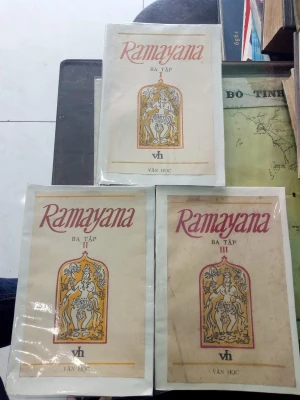 Ramayana
BA TẬP
I
vh
VĂN HỌC
BỘ TỈNH
Ramayana
BA TẬP
II
vh
VĂN HỌC
Ramayana
BA TẬP
III
vh
VĂN HỌC